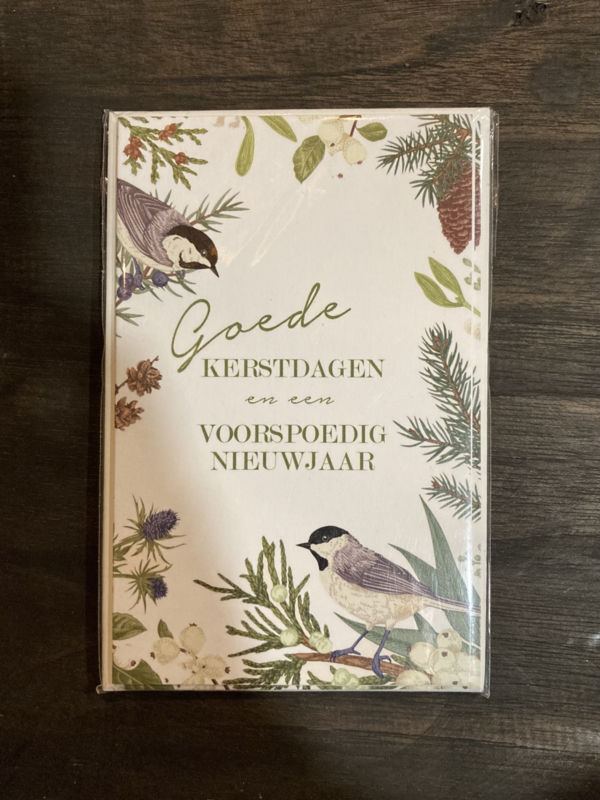 Goede
KERSTDAGEN
en een
VOORSPOEDIG
NIEUWJAAR